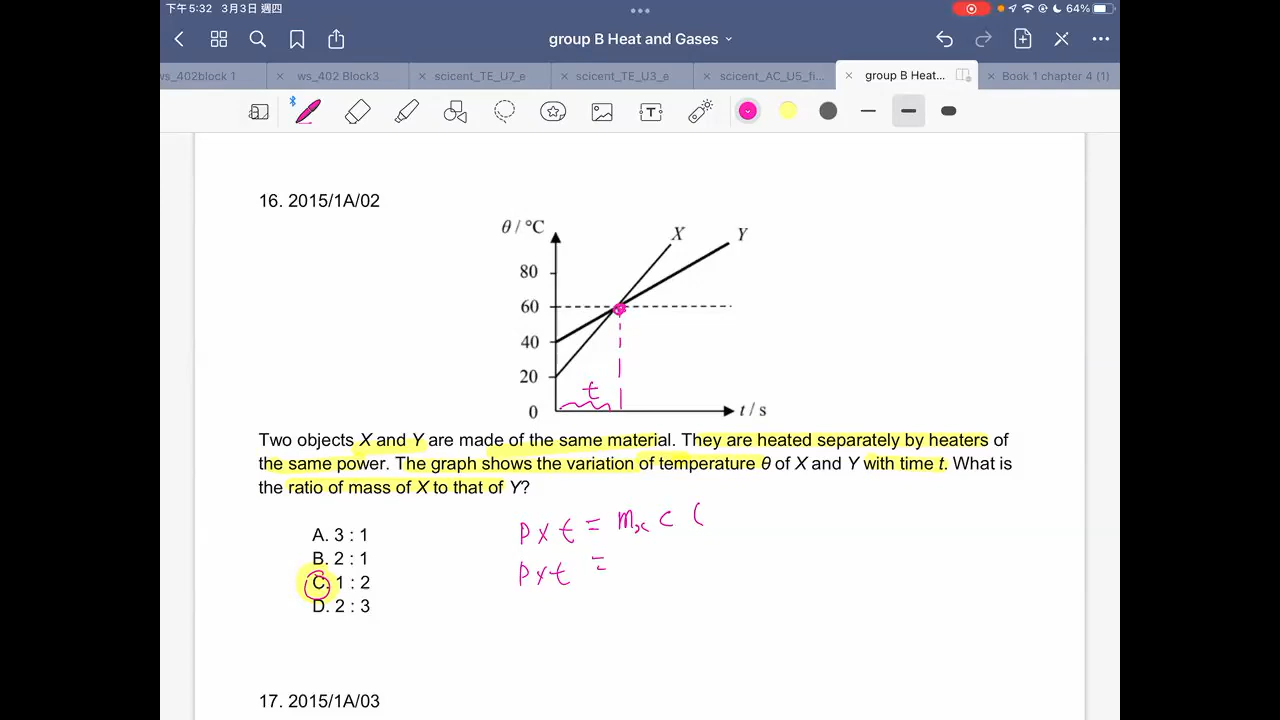 下午 5:32 3月3日 週四
64%
group B Heat and Gases
ws_402block 1
ws_402 Block3
scicent_TE_U7_e
scicent_TE_U3_e
scicent_AC_U5_fi...
group B Heat...
Book 1 chapter 4 (1)
16. 2015/1A/02
θ / °C
X
Y
80
60
40
20
0
t
t / s
Two objects X and Y are made of the same material. They are heated separately by heaters of
the same power. The graph shows the variation of temperature θ of X and Y with time t. What is
the ratio of mass of X to that of Y?
A. 3 : 1
B. 2 : 1
C. 1 : 2
D. 2 : 3
P x t = mx c (
P x t =
17. 2015/1A/03